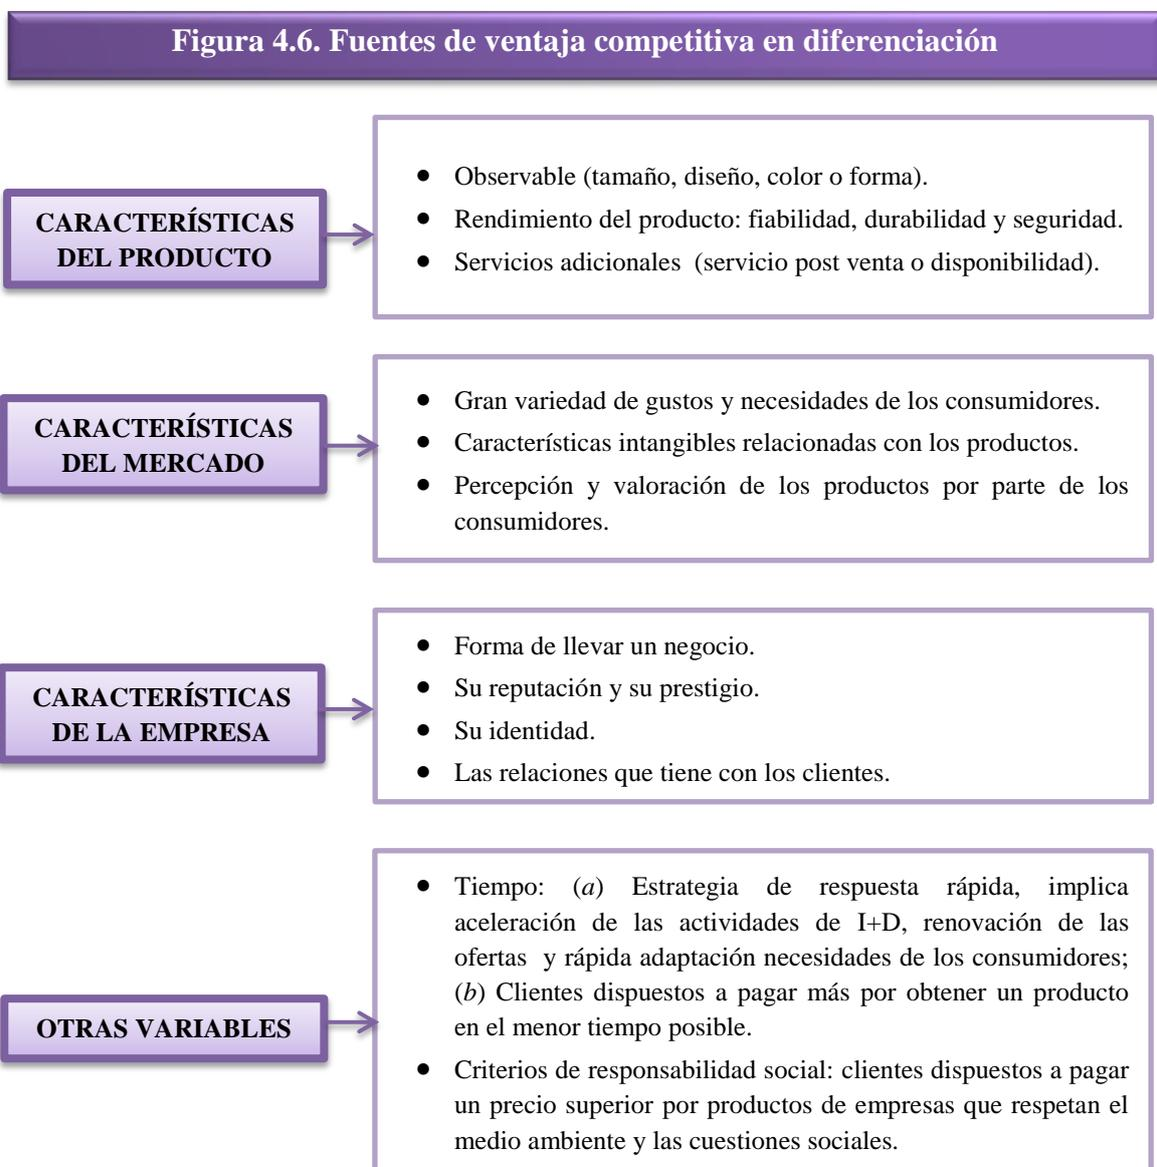 Figura 4.6. Fuentes de ventaja competitiva en diferenciación
CARACTERÍSTICAS
DEL PRODUCTO
• Observable (tamaño, diseño, color o forma).
• Rendimiento del producto: fiabilidad, durabilidad y seguridad.
• Servicios adicionales (servicio post venta o disponibilidad).
CARACTERÍSTICAS
DEL MERCADO
• Gran variedad de gustos y necesidades de los consumidores.
• Características intangibles relacionadas con los productos.
• Percepción y valoración de los productos por parte de los
consumidores.
CARACTERÍSTICAS
DE LA EMPRESA
• Forma de llevar un negocio.
• Su reputación y su prestigio.
• Su identidad.
• Las relaciones que tiene con los clientes.
OTRAS VARIABLES
• Tiempo: (a) Estrategia de respuesta rápida, implica
aceleración de las actividades de I+D, renovación de las
ofertas y rápida adaptación necesidades de los consumidores;
(b) Clientes dispuestos a pagar más por obtener un producto
en el menor tiempo posible.
• Criterios de responsabilidad social: clientes dispuestos a pagar
un precio superior por productos de empresas que respetan el
medio ambiente y las cuestiones sociales.